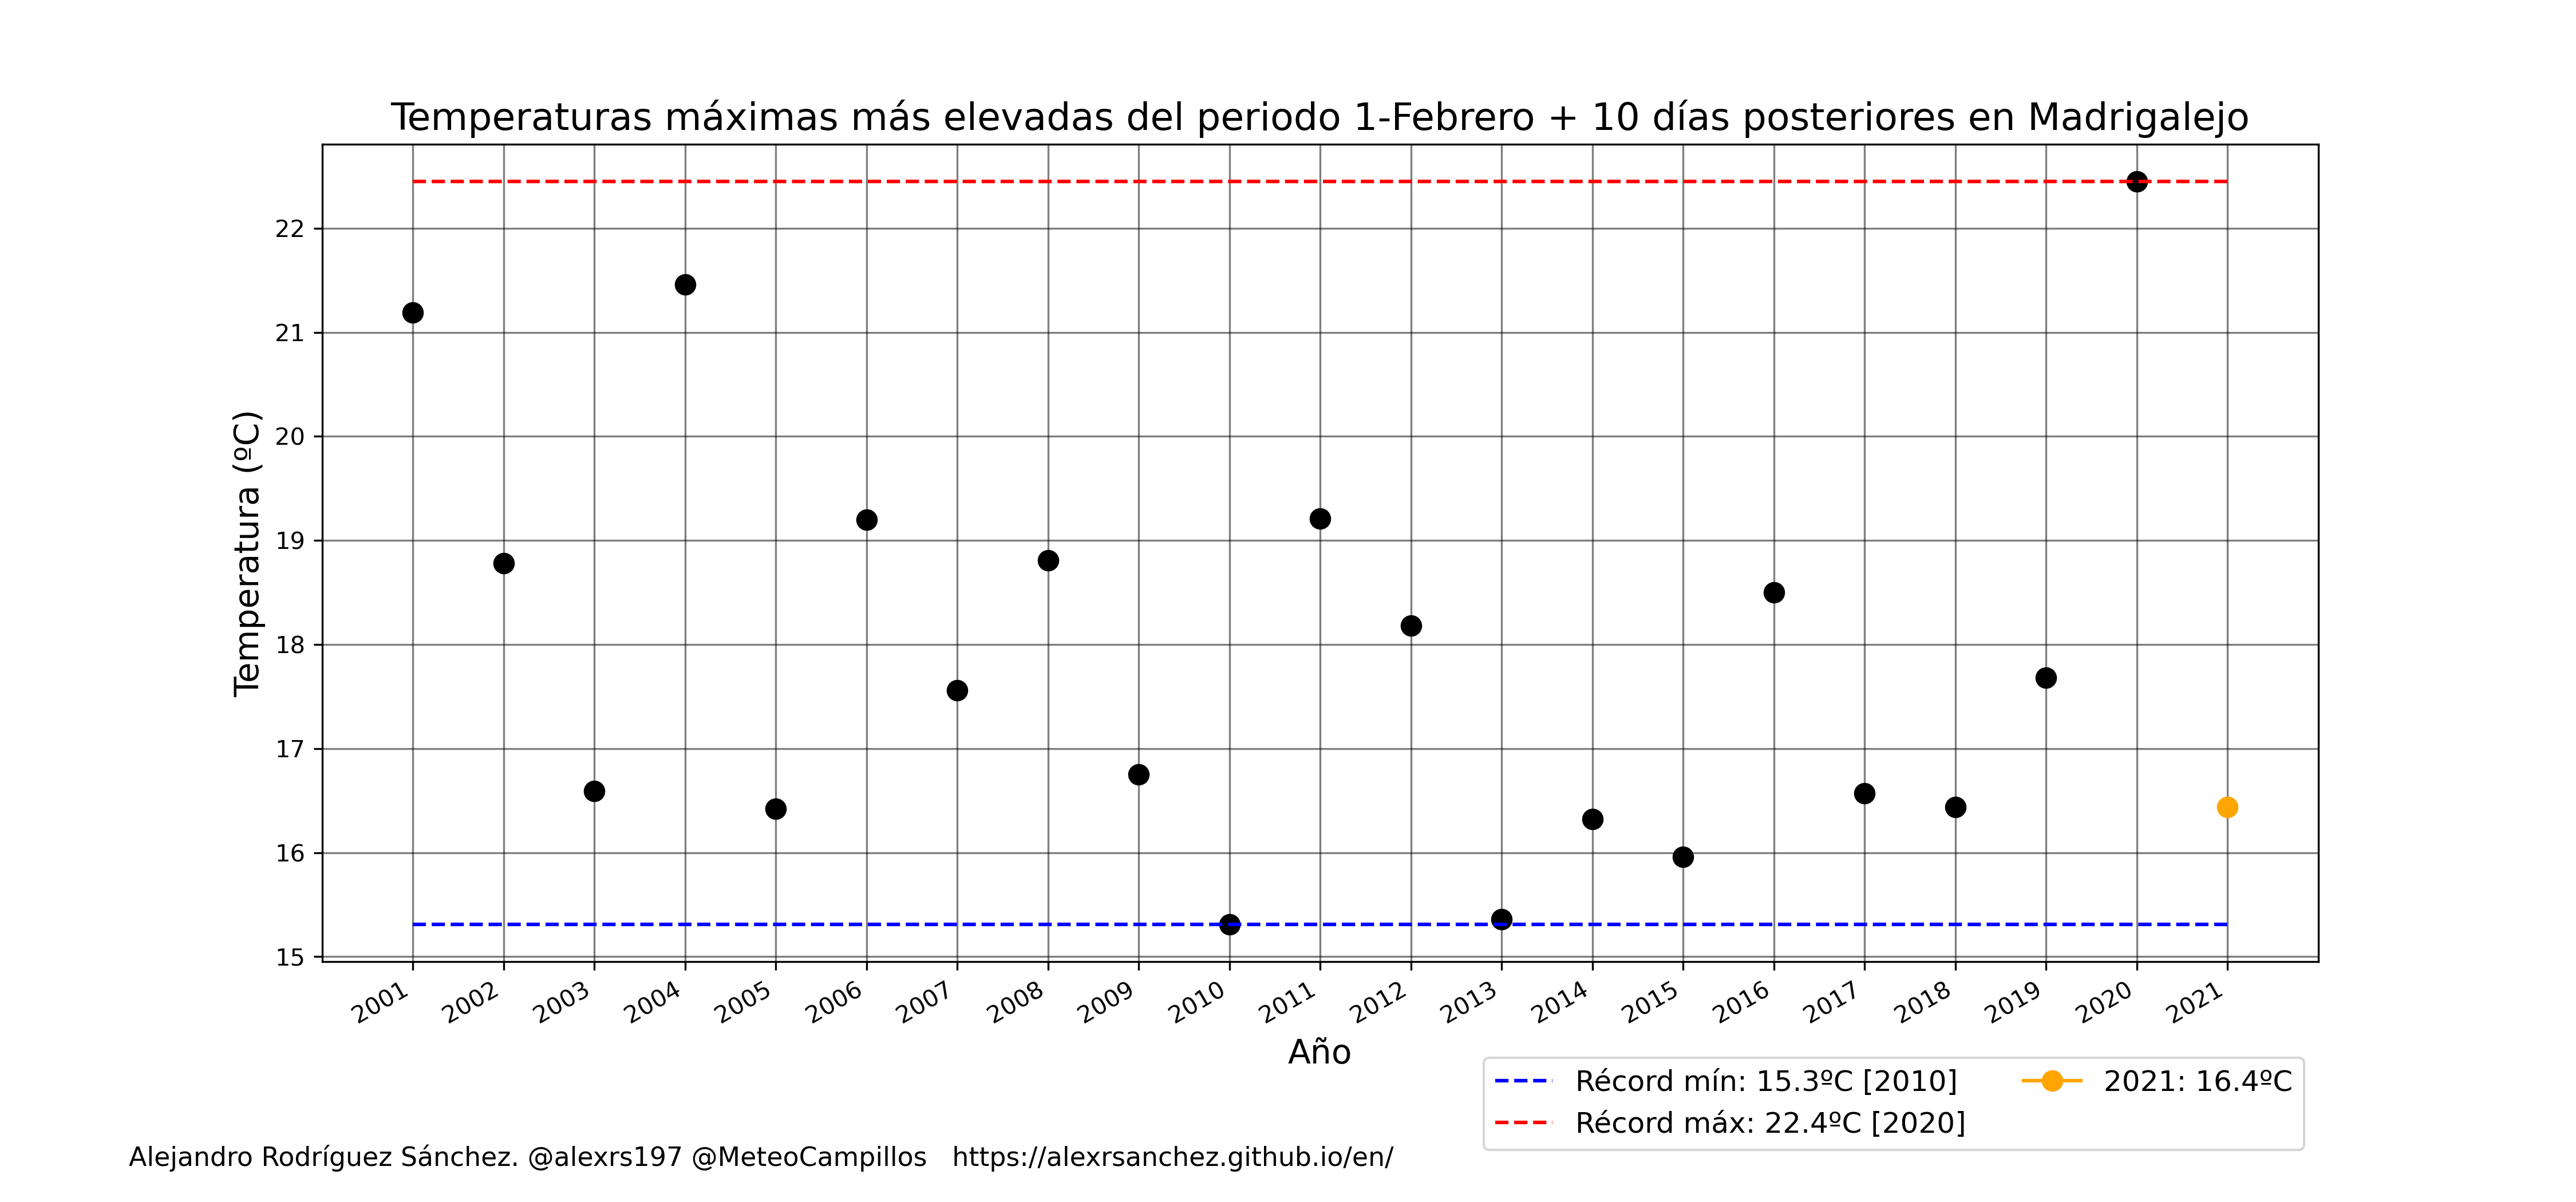 Temperaturas máximas más elevadas del periodo 1-Febrero + 10 días posteriores en Madrigalejo
Temperatura (ºC)
22
21
20
19
18
17
16
15
2001 2002 2003 2004 2005 2006 2007 2008 2009 2010 2011 2012 2013 2014 2015 2016 2017 2018 2019 2020 2021
Año
Récord mín: 15.3ºC [2010]
Récord máx: 22.4ºC [2020]
2021: 16.4ºC
Alejandro Rodríguez Sánchez. @alexrs197 @MeteoCampillos https://alexrsanchez.github.io/en/